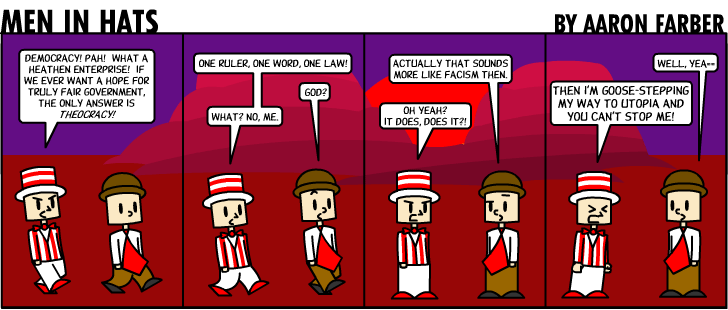 MEN IN HATS
BY AARON FARBER
DEMOCRACY! PAH! WHAT A
HEATHEN ENTERPRISE! IF
WE EVER WANT A HOPE FOR
TRULY FAIR GOVERNMENT,
THE ONLY ANSWER IS
THEOCRACY!
ONE RULER, ONE WORD, ONE LAW!
GOD?
WHAT? NO, ME.
ACTUALLY THAT SOUNDS
MORE LIKE FACISM THEN.
OH YEAH?
IT DOES, DOES IT?!
WELL, YEA--
THEN I'M GOOSE-STEPPING
MY WAY TO UTOPIA AND
YOU CAN'T STOP ME!